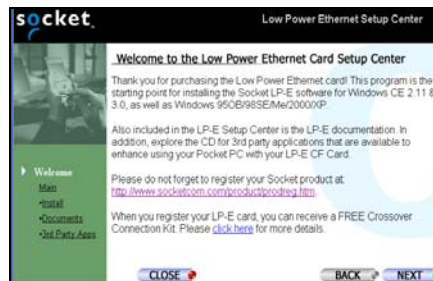 socket
Low Power Ethernet Setup Center
Welcome to the Low Power Ethernet Card Setup Center
Thank you for purchasing the Low Power Ethernet card! This program is the
starting point for installing the Socket LP-E software for Windows CE 2.11 &
3.0, as well as Windows 95OB/98SE/Me/2000/XP.
Also included in the LP-E Setup Center is the LP-E documentation. In
addition, explore the CD for 3rd party applications that are available to
enhance using your Pocket PC with your LP-E CF Card.
Please do not forget to register your Socket product at:
http://www.socketcom.com/product/prodreg.htm.
When you register your LP-E card, you can receive a FREE Crossover
Connection Kit. Please click here for more details.
Welcome
Main
•Install
•Documents
•3rd Party Apps
CLOSE
BACK
NEXT